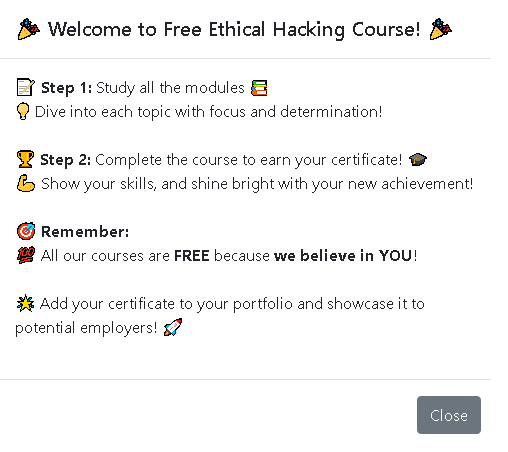 🎉 Welcome to Free Ethical Hacking Course! 🎉
📝 Step 1: Study all the modules 📚
💡 Dive into each topic with focus and determination!
🏆 Step 2: Complete the course to earn your certificate! 🎓
💪 Show your skills, and shine bright with your new achievement!
🎯 Remember:
💯 All our courses are FREE because we believe in YOU!
🌟 Add your certificate to your portfolio and showcase it to
potential employers! 🚀
Close